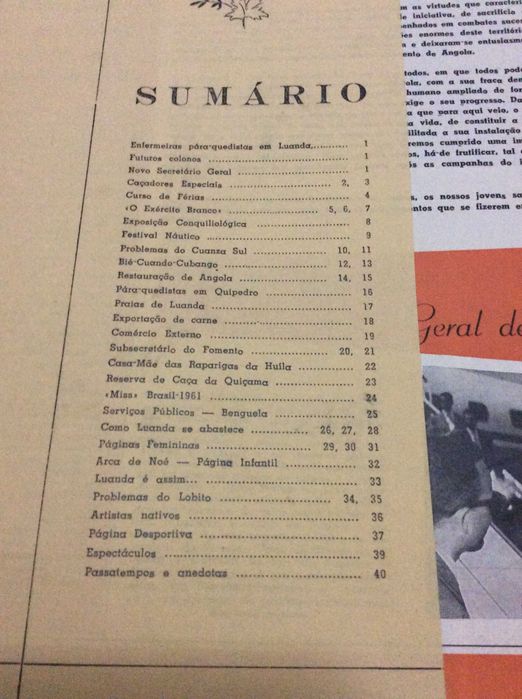 SUMÁRIO
Enfermeiras pára-quedistas em Luanda............ 1
Futuros colonos ........................................ 1
Novo Secretário Geral ............................... 1
Caçadores Especiais ........................... 2, 3
Curso de Férias ........................................ 4
«O Exército Branco» ........................ 5, 6, 7
Exposição Conquiliológica ........................... 8
Festival Náutico ........................................ 9
Problemas do Cuanza Sul .................. 10, 11
Bié-Cuando-Cubango ........................ 12, 13
Restauração de Angola ..................... 14, 15
Pára-quedistas em Quipedro ..................... 16
Praias de Luanda ..................................... 17
Exportação de carne ................................. 18
Comércio Externo ..................................... 19
Subsecretário do Fomento .................. 20, 21
Casa-Mãe das Raparigas da Huíla ............... 22
Reserva de Caça da Quiçama ..................... 23
«Miss» Brasil-1961 .................................... 24
Serviços Públicos — Benguela ..................... 25
Como Luanda se abastece ............... 26, 27, 28
Páginas Femininas ........................ 29, 30 31
Arca de Noé — Página Infantil .................. 32
Luanda é assim... ..................................... 33
Problemas do Lobito ........................... 34, 35
Artistas nativos ........................................ 36
Página Desportiva .................................... 37
Espectáculos ............................................ 39
Passatempos e anedotas ........................... 40
as virtudes que
de iniciativa, de sacrifício
em combates
enormes deste
e deixaram-se
de Angola.
todos, em que todos
com a sua
humano ampliado de
exige o seu progresso.
que para aqui veio, o
vida, de constituir a
a sua instalação
cumprido uma
há-de frutificar, tal
as campanhas do
os nossos jovens
que se fizerem
Geral de